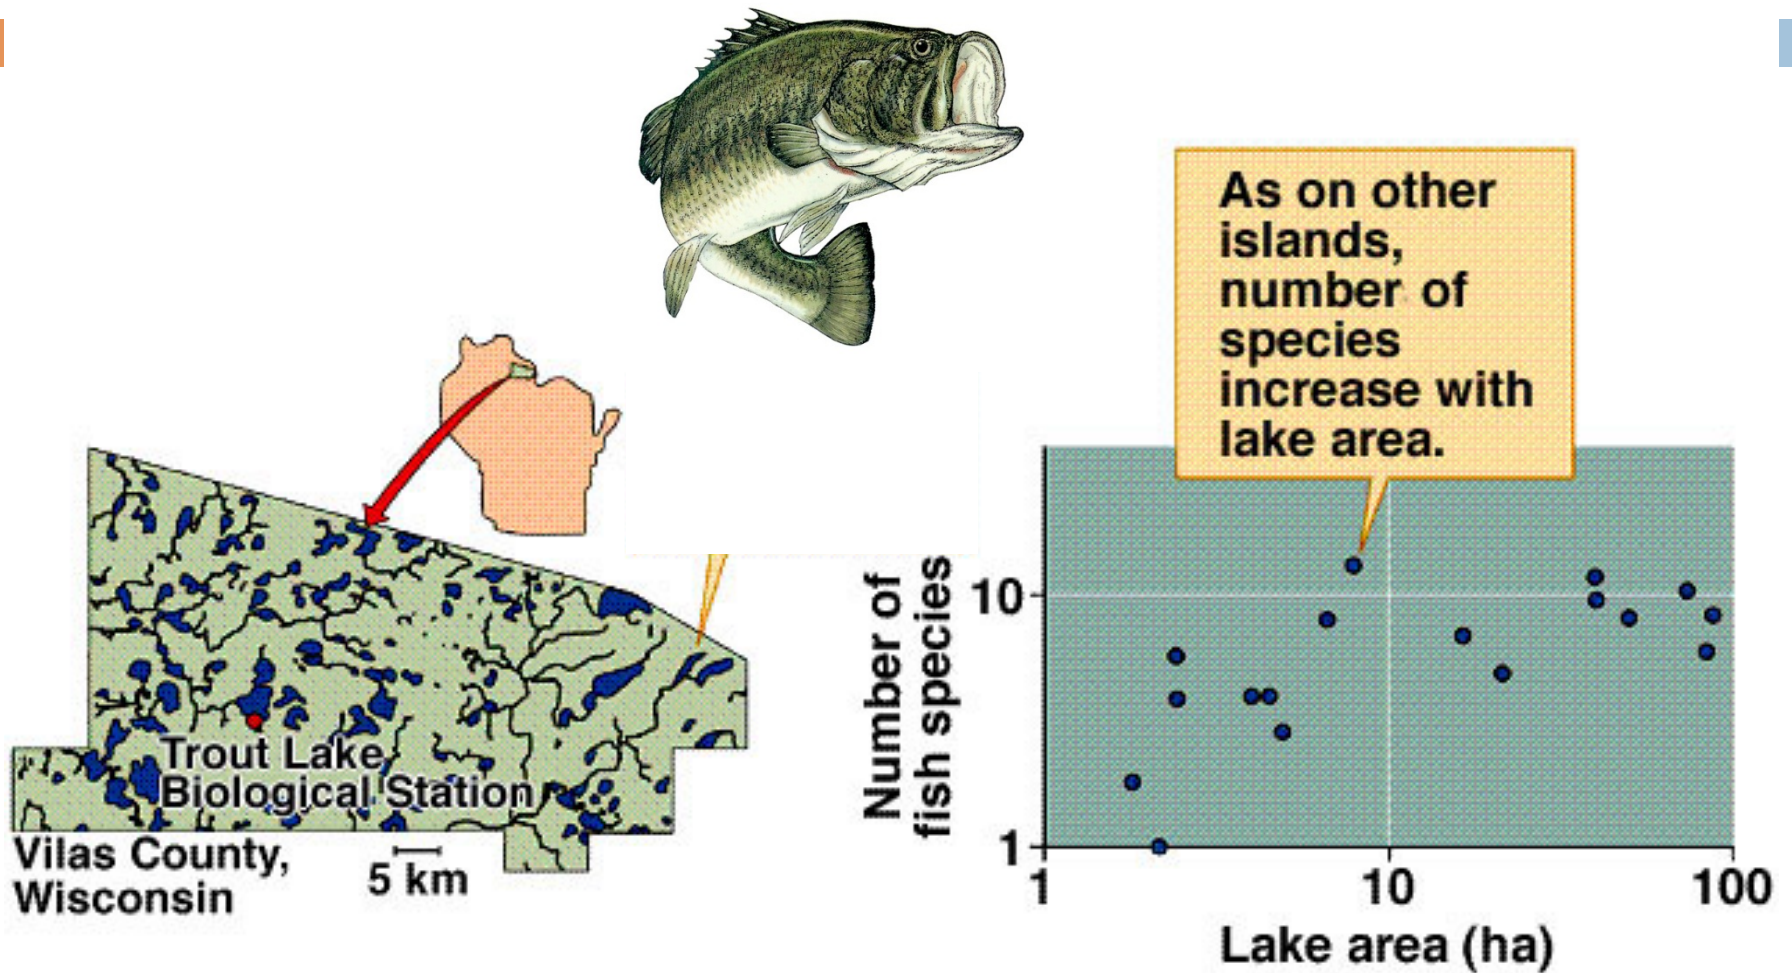 As on other
islands,
number of
species
increase with
lake area.
Trout Lake
Biological Station
Vilas County,
Wisconsin
5 km
Number of
fish species
10
1
1
10
100
Lake area (ha)